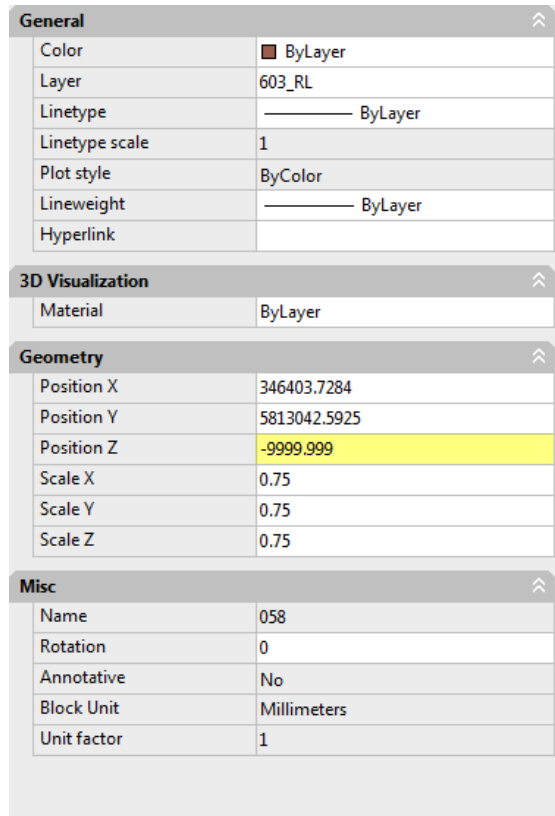 General
Color ByLayer
Layer 603_RL
Linetype ByLayer
Linetype scale 1
Plot style ByColor
Lineweight ByLayer
Hyperlink
3D Visualization
Material ByLayer
Geometry
Position X 346403.7284
Position Y 5813042.5925
Position Z -9999.999
Scale X 0.75
Scale Y 0.75
Scale Z 0.75
Misc
Name 058
Rotation 0
Annotative No
Block Unit Millimeters
Unit factor 1